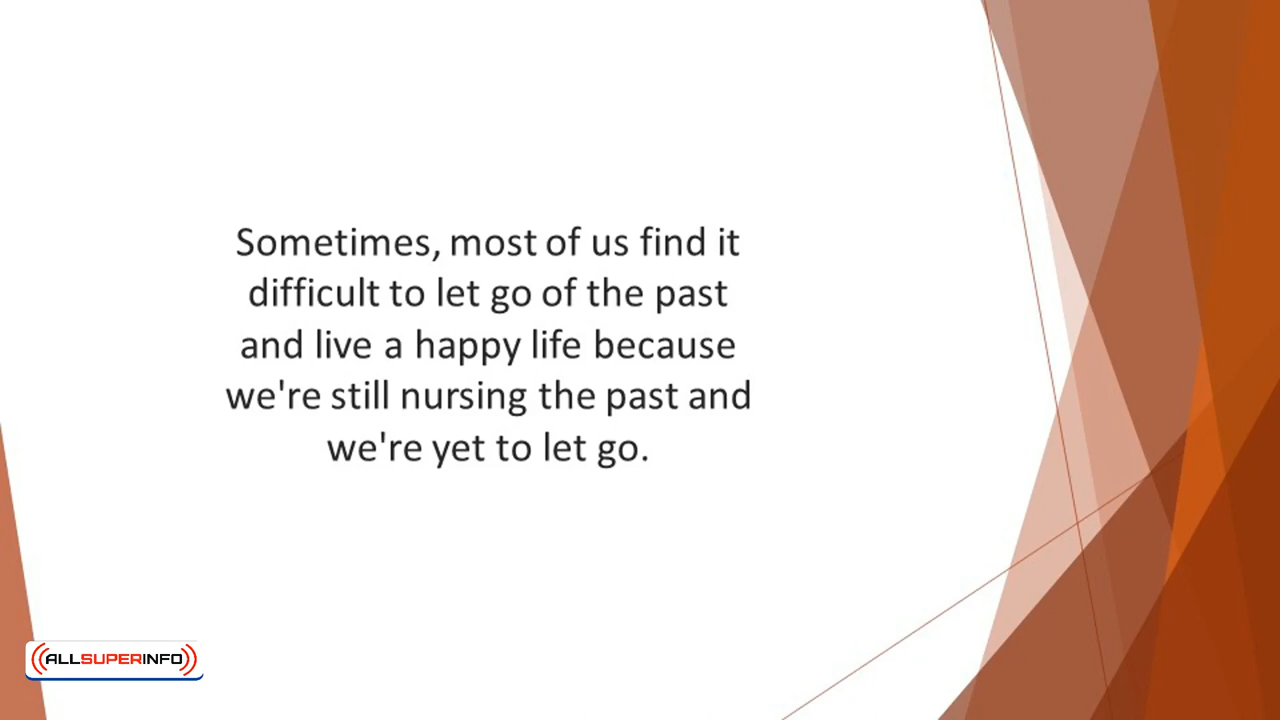 Sometimes, most of us find it
difficult to let go of the past
and live a happy life because
we're still nursing the past and
we're yet to let go.
ALLSUPERINFO